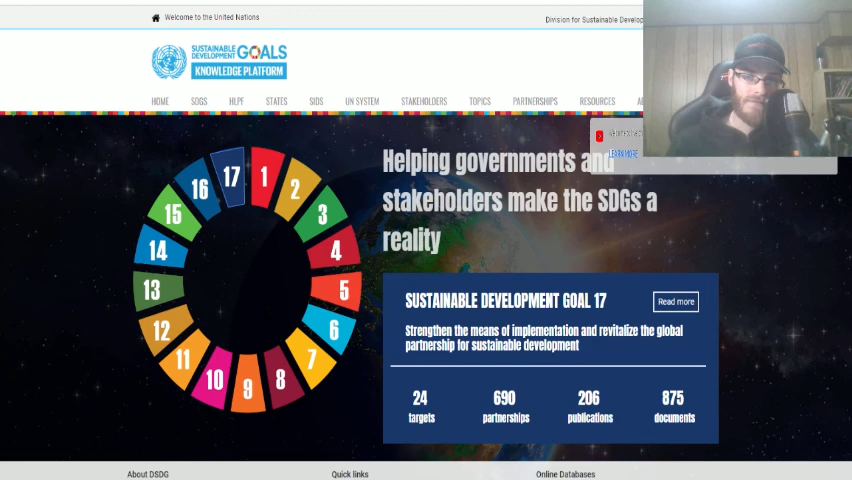 Welcome to the United Nations
Division for Sustainable
SUSTAINABLE
DEVELOPMENT GOALS
KNOWLEDGE PLATFORM
HOME SDGS HLPF STATES SIDS UN SYSTEM STAKEHOLDERS TOPICS PARTNERSHIPS RESOURCES
LEARN MORE
Helping governments and
stakeholders make the SDGs a
reality
1
2
3
4
5
6
7
8
9
10
11
12
13
14
15
16
17
SUSTAINABLE DEVELOPMENT GOAL 17 Read more
Strengthen the means of implementation and revitalize the global
partnership for sustainable development
24 690 206 875
targets partnerships publications documents
About DSDG Quick links Online Databases